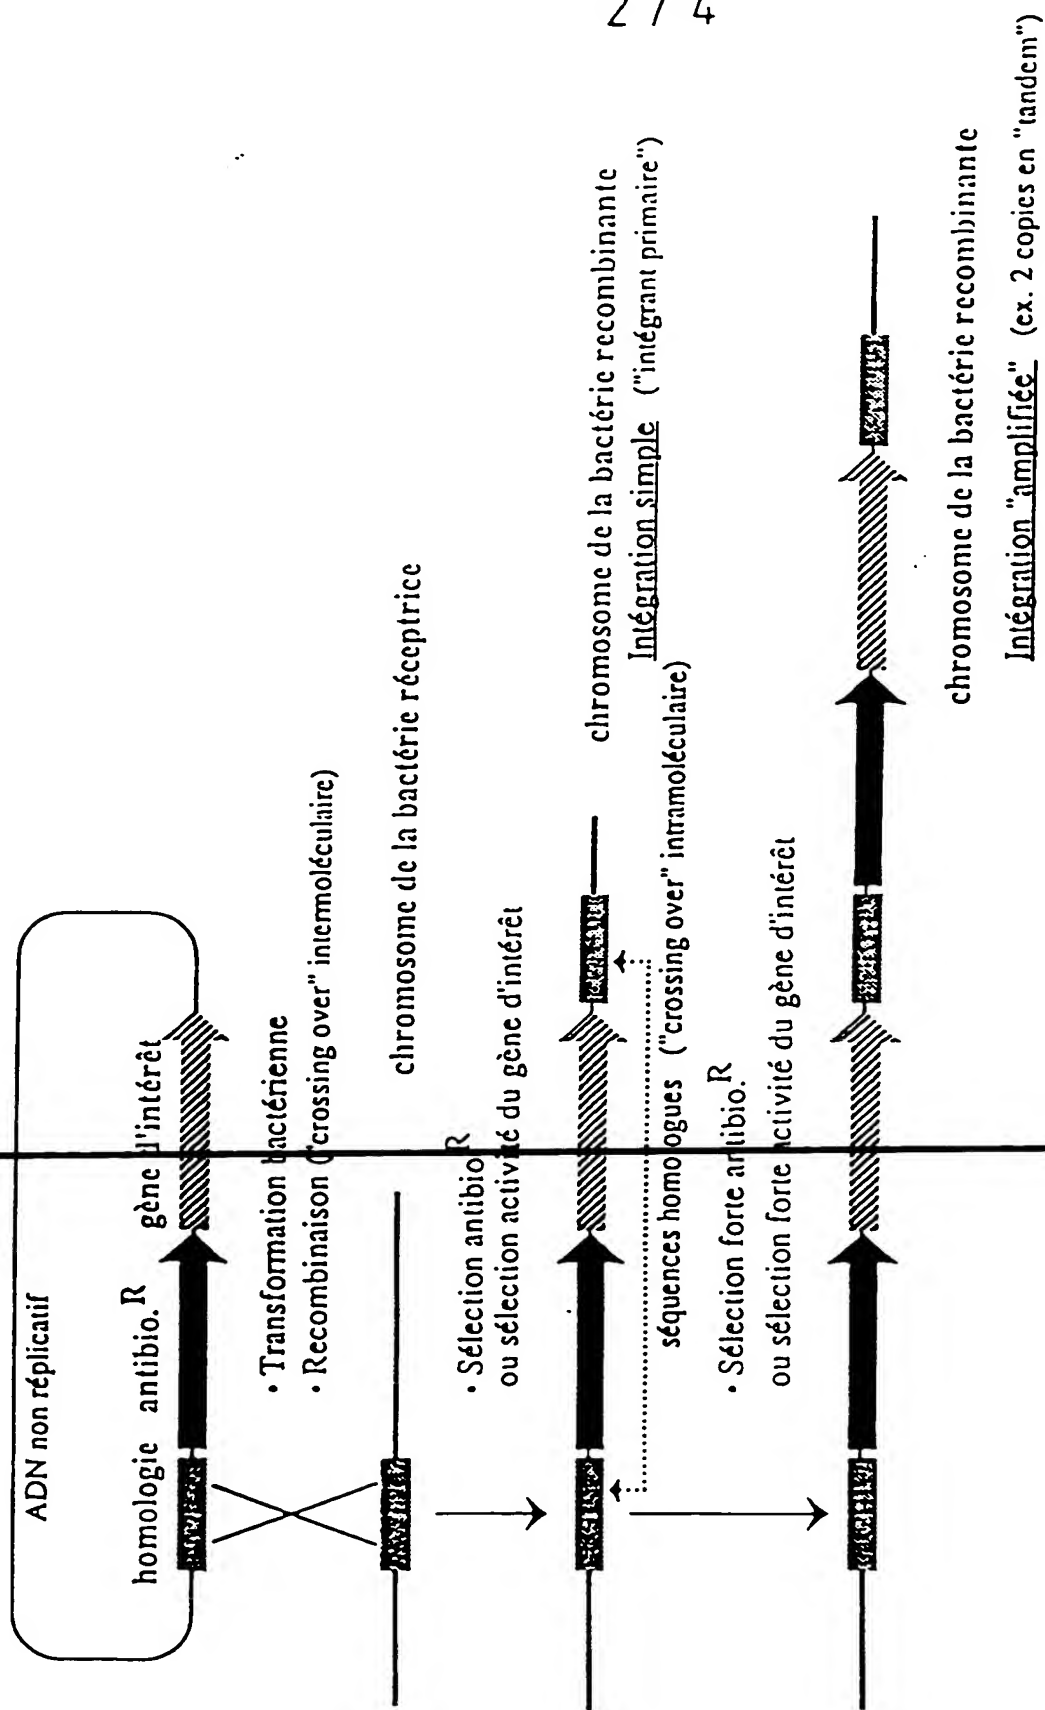 2 / 4
ADN non réplicatif
homologie antibio.R gène d'intérêt
• Transformation bactérienne
• Recombinaison ("crossing over" intermoléculaire)
chromosome de la bactérie réceptrice
• Sélection antibio R
ou sélection activité du gène d'intérêt
chromosome de la bactérie recombinante
Intégration simple ("intégrant primaire")
séquences homologues ("crossing over" intramoléculaire)
• Sélection forte antibio.R
ou sélection forte activité du gène d'intérêt
chromosome de la bactérie recombinante
Intégration "amplifiée" (ex. 2 copies en "tandem")